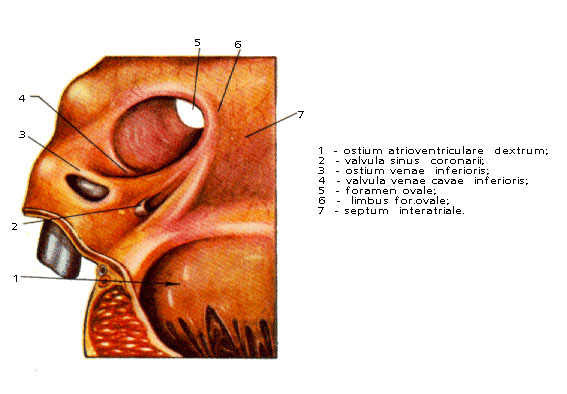 5
6
4
7
3
2
1
1 - ostium atrioventriculare dextrum;
2 - valvula sinus coronarii;
3 - ostium venae inferioris;
4 - valvula venae cavae inferioris;
5 - foramen ovale;
6 - limbus for.ovale;
7 - septum interatriale.